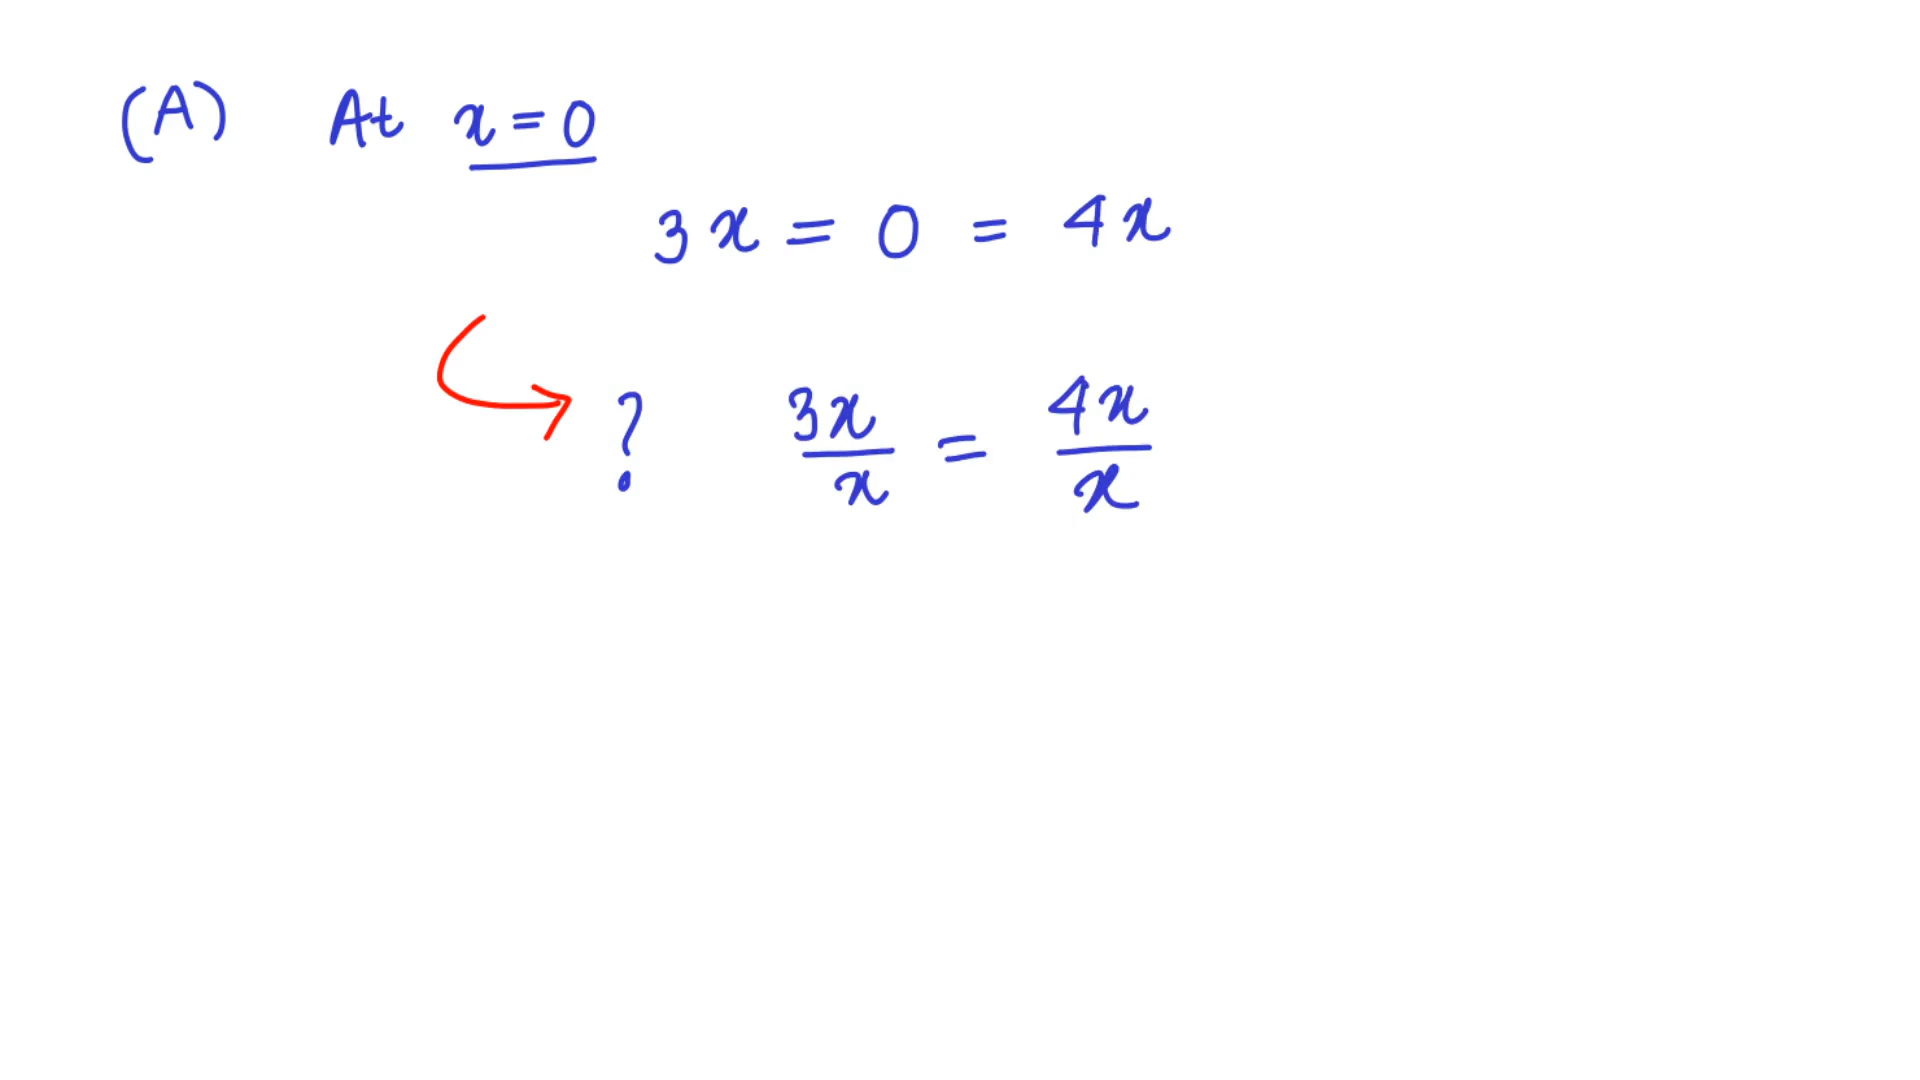 (A) At x = 0
3x = 0 = 4x
? 3x/x = 4x/x